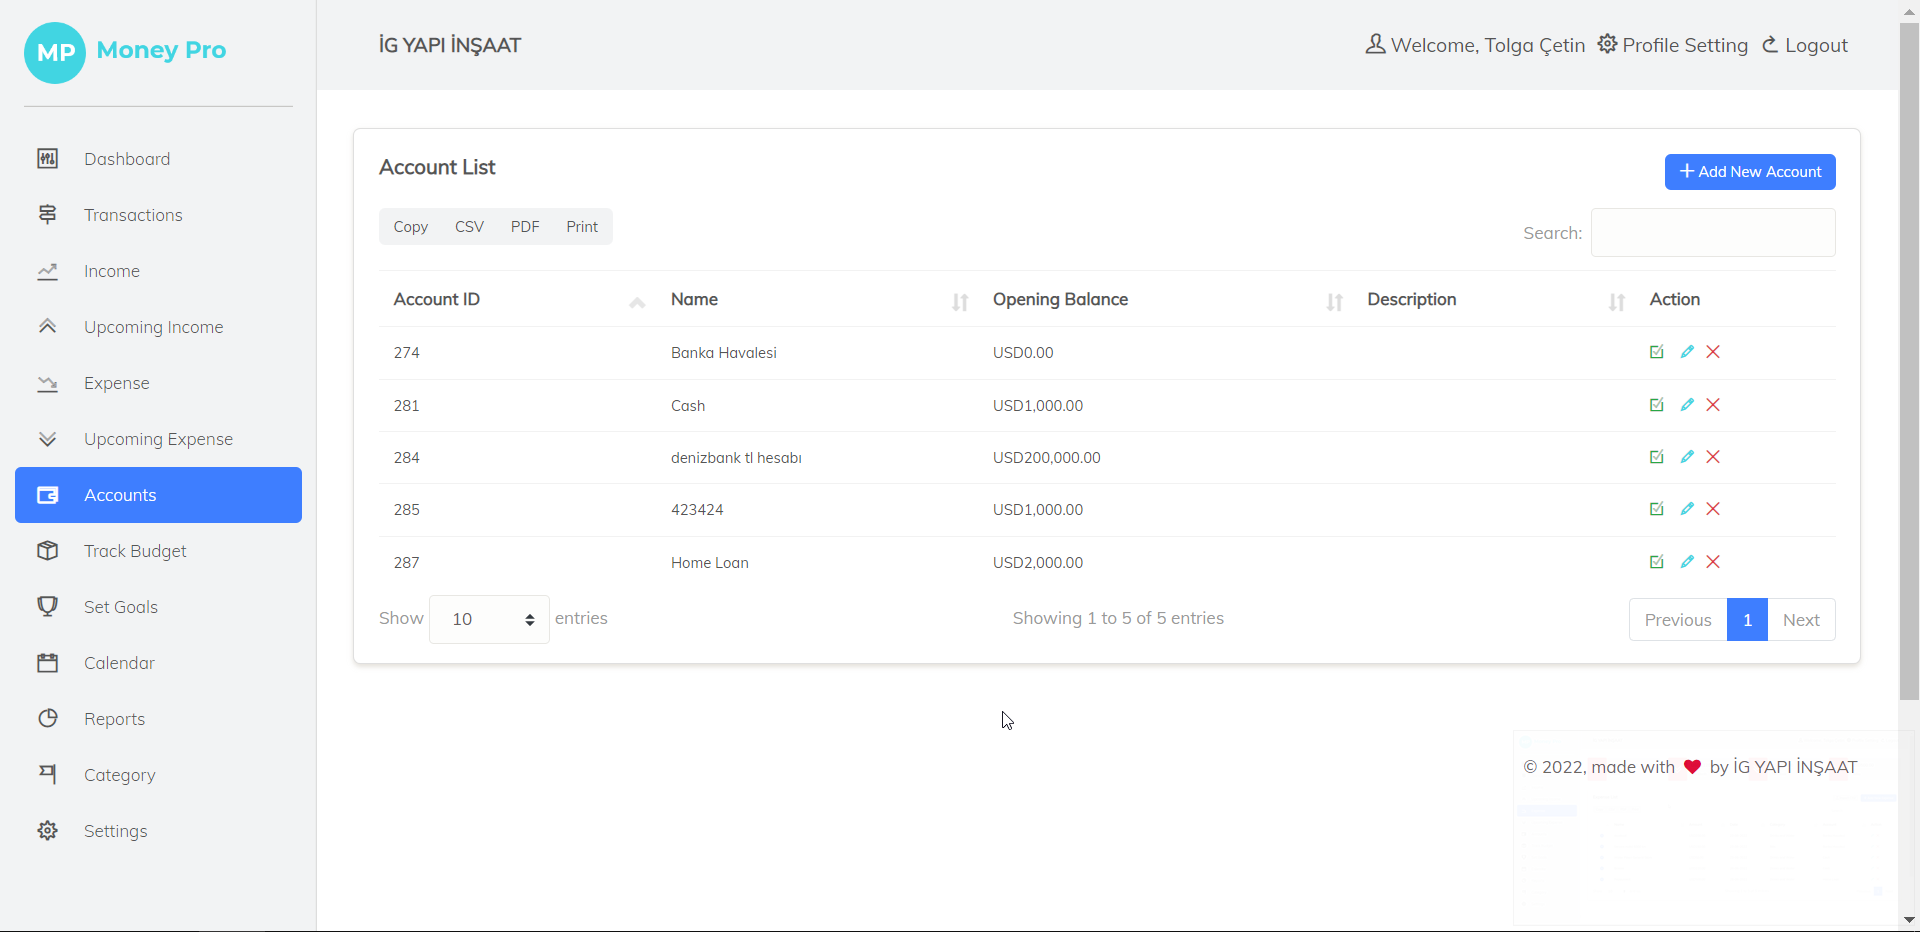 MP Money Pro
İG YAPI İNŞAAT
Welcome, Tolga Çetin Profile Setting Logout
Dashboard
Transactions
Income
Upcoming Income
Expense
Upcoming Expense
Accounts
Track Budget
Set Goals
Calendar
Reports
Category
Settings
Account List
+ Add New Account
Copy CSV PDF Print
Search:
Account ID Name Opening Balance Description Action
274 Banka Havalesi USD0.00
281 Cash USD1,000.00
284 denizbank tl hesabı USD200,000.00
285 423424 USD1,000.00
287 Home Loan USD2,000.00
Show 10 entries
Showing 1 to 5 of 5 entries
Previous 1 Next
© 2022, made with ❤ by İG YAPI İNŞAAT